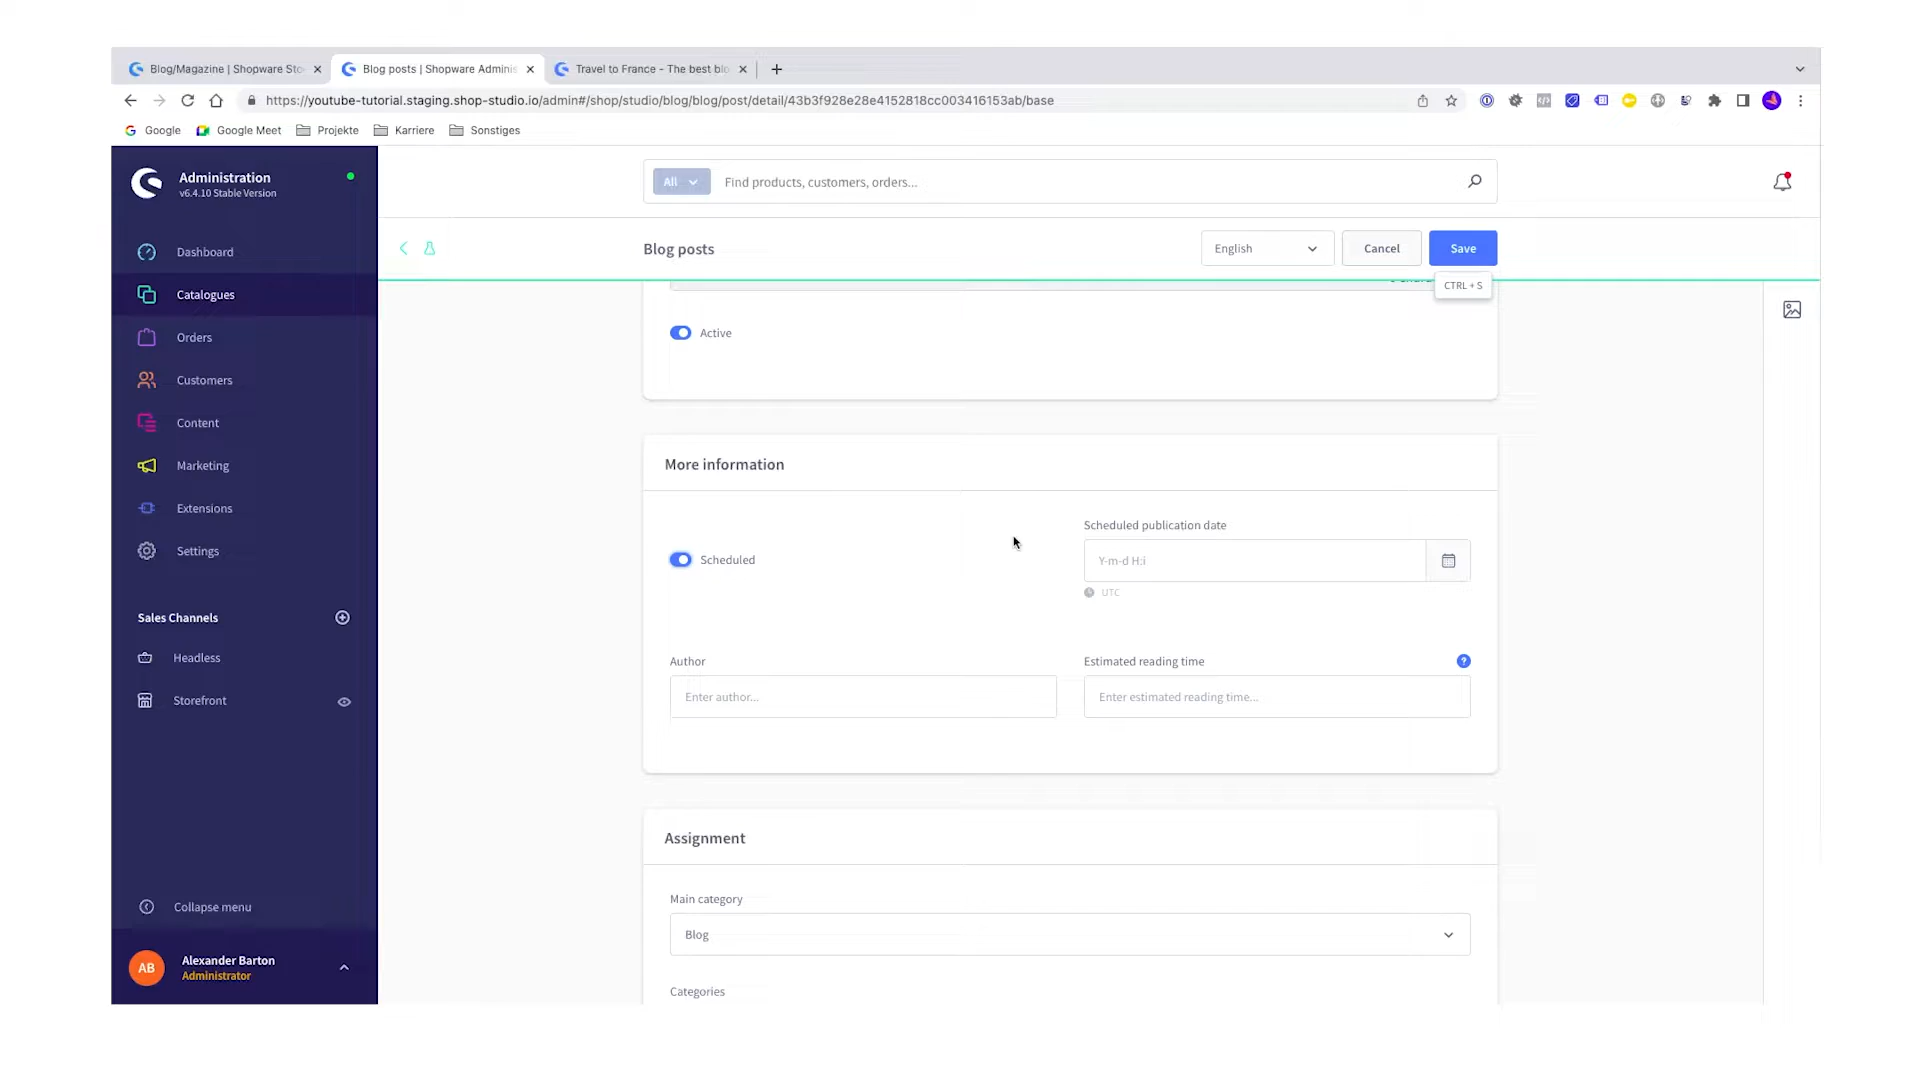 Blog/Magazine | Shopware Sto
Blog posts | Shopware Adminis
Travel to France - The best blo
https://youtube-tutorial.staging.shop-studio.io/admin#/shop/studio/blog/blog/post/detail/43b3f928e28e4152818cc003416153ab/base
Google
Google Meet
Projekte
Karriere
Sonstiges
Administration
v6.4.10 Stable Version
All
Find products, customers, orders...
Dashboard
Catalogues
Orders
Customers
Content
Marketing
Extensions
Settings
Sales Channels
Headless
Storefront
Collapse menu
AB
Alexander Barton
Administrator
Blog posts
English
Cancel
Save
CTRL + S
Active
More information
Scheduled
Scheduled publication date
Y-m-d H:i
UTC
Author
Enter author...
Estimated reading time
?
Enter estimated reading time...
Assignment
Main category
Blog
Categories